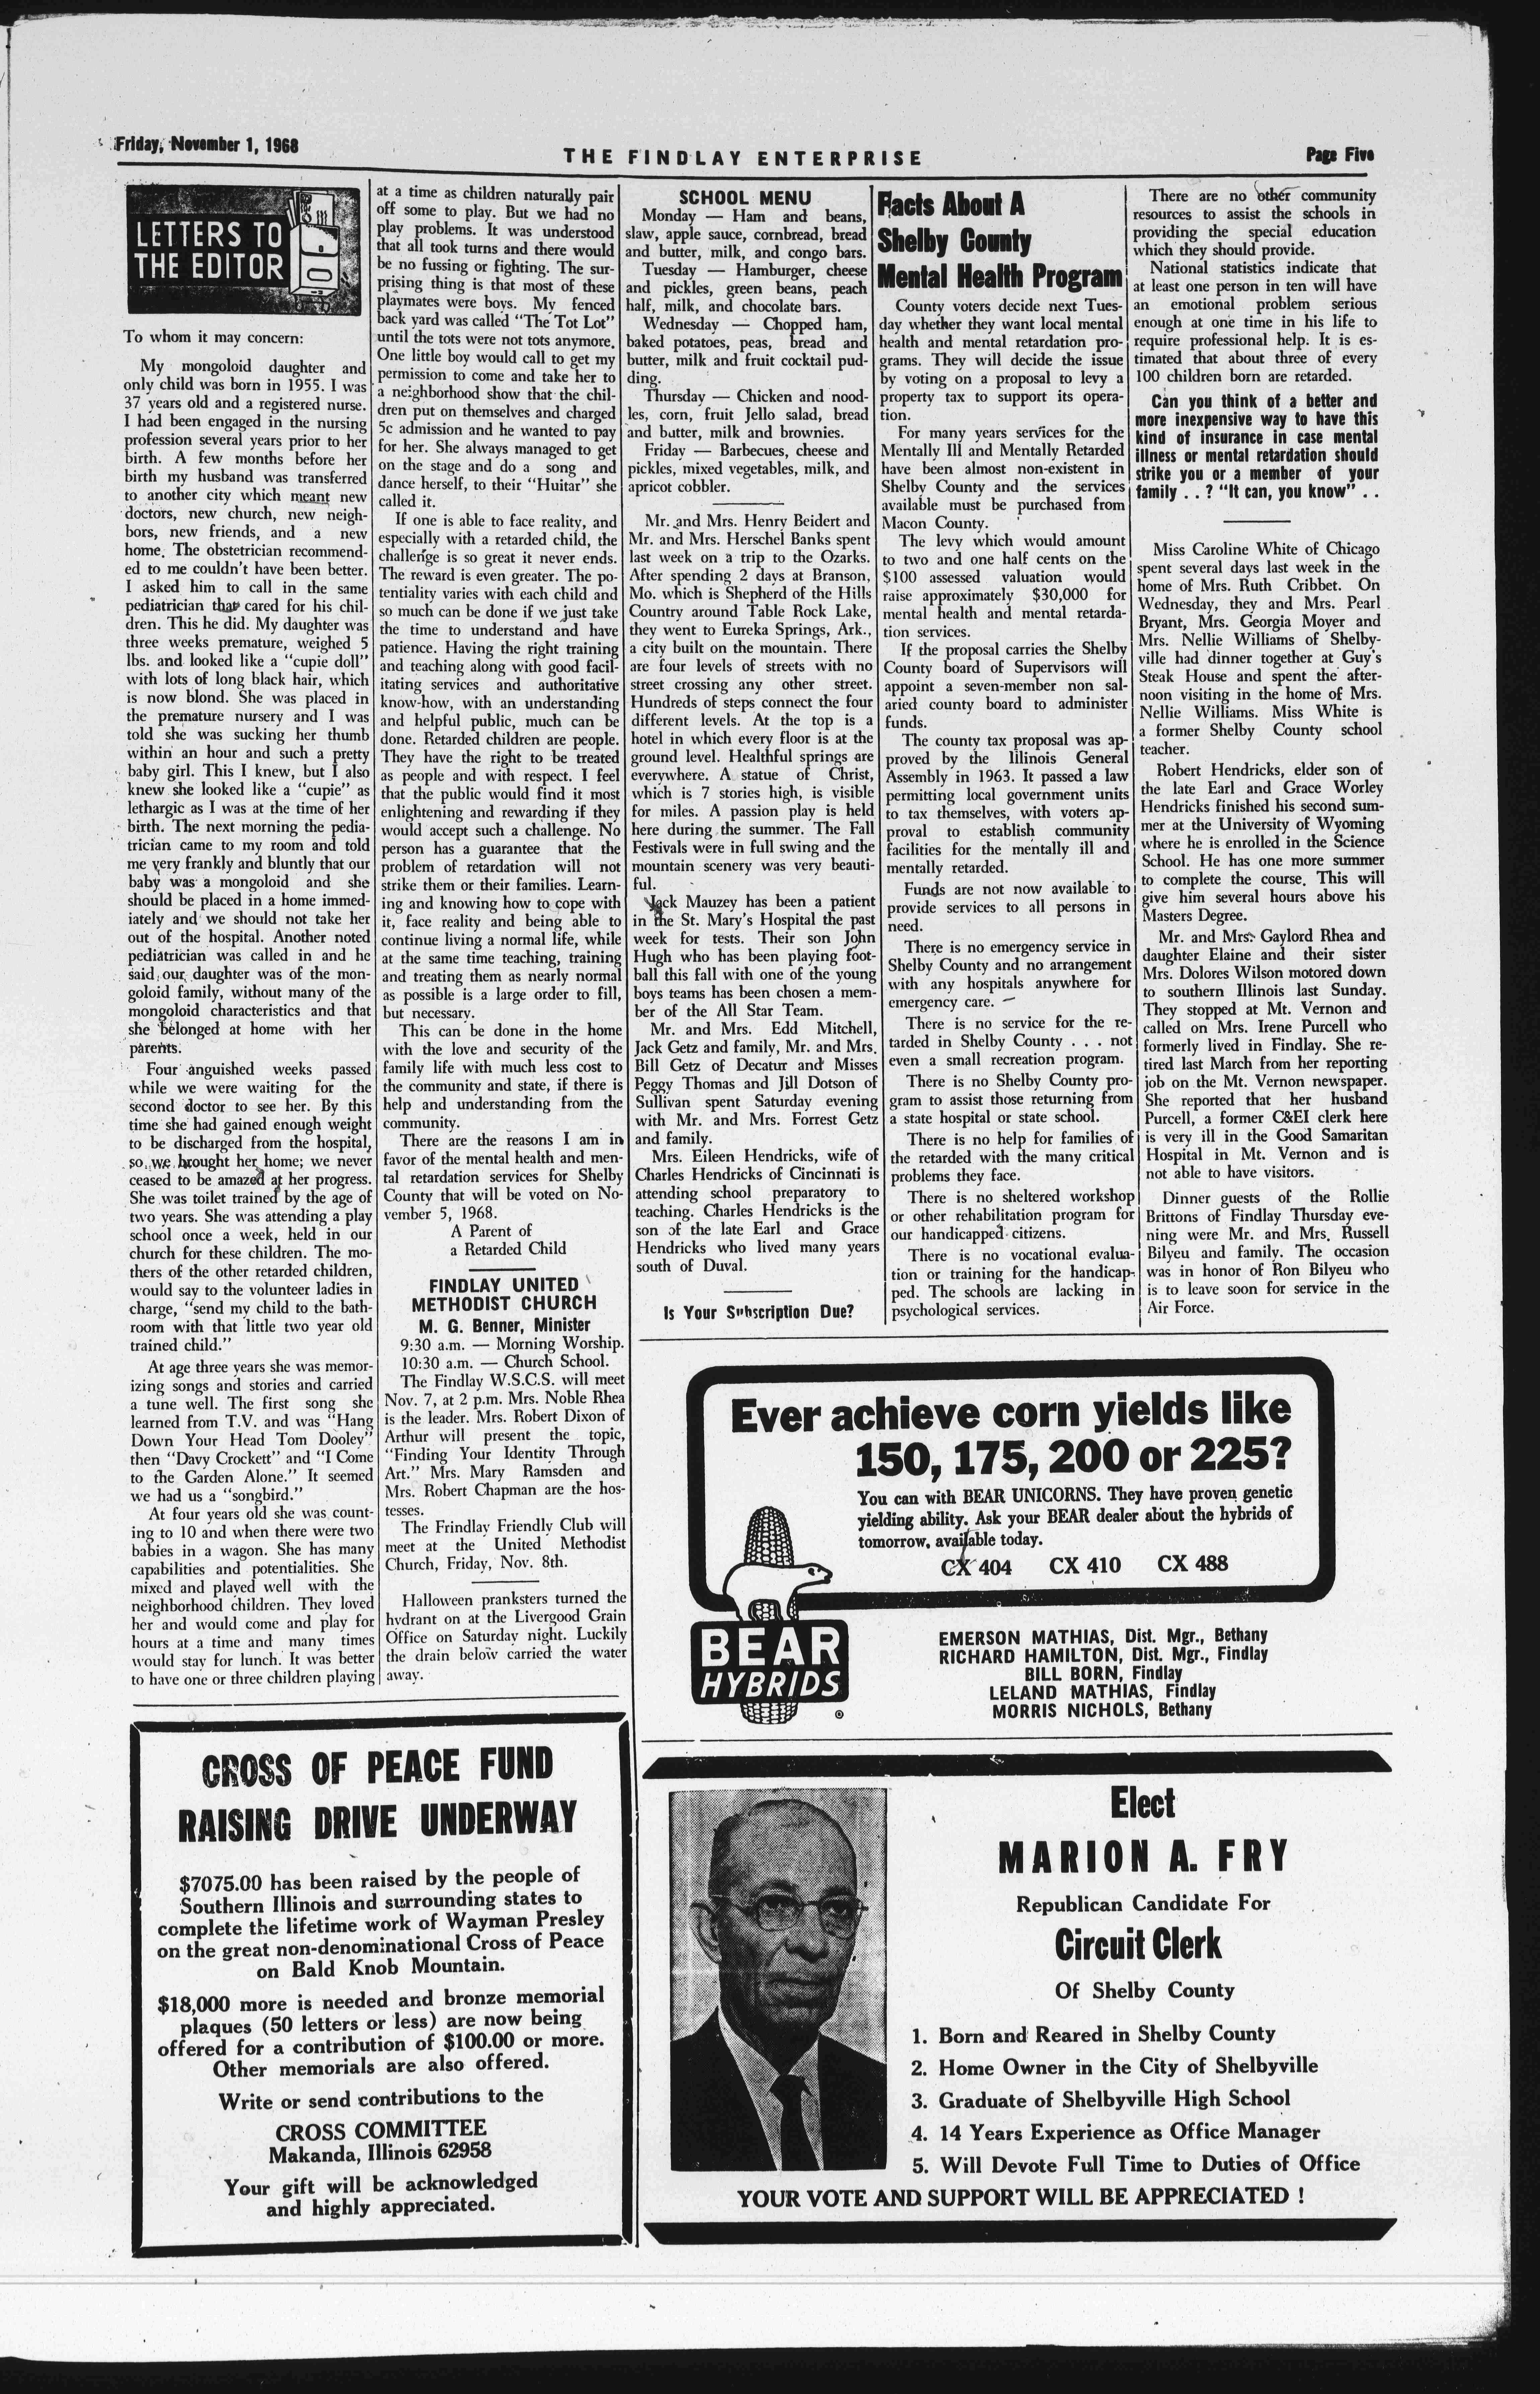 Friday, November 1, 1968
THE FINDLAY ENTERPRISE
Page Five
LETTERS TO
THE EDITOR
To whom it may concern:
My mongoloid daughter and
only child was born in 1955. I was
37 years old and a registered nurse.
I had been engaged in the nursing
profession several years prior to her
birth. A few months before her
birth my husband was transferred
to another city which meant new
doctors, new church, new neigh-
bors, new friends, and a new
home. The obstetrician recommend-
ed to me couldn't have been better.
I asked him to call in the same
pediatrician that cared for his chil-
dren. This he did. My daughter was
three weeks premature, weighed 5
lbs. and looked like a "cupie doll"
with lots of long black hair, which
is now blond. She was placed in
the premature nursery and I was
told she was sucking her thumb
within an hour and such a pretty
baby girl. This I knew, but I also
knew she looked like a "cupie" as
lethargic as I was at the time of her
birth. The next morning the pedia-
trician came to my room and told
me very frankly and bluntly that our
baby was a mongoloid and she
should be placed in a home immed-
iately and we should not take her
out of the hospital. Another noted
pediatrician was called in and he
said our daughter was of the mon-
goloid family, without many of the
mongoloid characteristics and that
she belonged at home with her
parents.
Four anguished weeks passed
while we were waiting for the
second doctor to see her. By this
time she had gained enough weight
to be discharged from the hospital,
so we brought her home; we never
ceased to be amazed at her progress.
She was toilet trained by the age of
two years. She was attending a play
school once a week, held in our
church for these children. The mo-
thers of the other retarded children,
would say to the volunteer ladies in
charge, "send my child to the bath-
room with that little two year old
trained child."
At age three years she was memor-
izing songs and stories and carried
a tune well. The first song she
learned from T.V. and was "Hang
Down Your Head Tom Dooley"
then "Davy Crockett" and "I Come
to the Garden Alone." It seemed
we had us a "songbird."
At four years old she was count-
ing to 10 and when there were two
babies in a wagon. She has many
capabilities and potentialities. She
mixed and played well with the
neighborhood children. They loved
her and would come and play for
hours at a time and many times
would stay for lunch. It was better
to have one or three children playing
at a time as children naturally pair
off some to play. But we had no
play problems. It was understood
that all took turns and there would
be no fussing or fighting. The sur-
prising thing is that most of these
playmates were boys. My fenced
back yard was called "The Tot Lot"
until the tots were not tots anymore.
One little boy would call to get my
permission to come and take her to
a neighborhood show that the chil-
dren put on themselves and charged
5c admission and he wanted to pay
for her. She always managed to get
on the stage and do a song and
dance herself, to their "Huitar" she
called it.
If one is able to face reality, and
especially with a retarded child, the
challenge is so great it never ends.
The reward is even greater. The po-
tentiality varies with each child and
so much can be done if we just take
the time to understand and have
patience. Having the right training
and teaching along with good facil-
itating services and authoritative
know-how, with an understanding
and helpful public, much can be
done. Retarded children are people.
They have the right to be treated
as people and with respect. I feel
that the public would find it most
enlightening and rewarding if they
would accept such a challenge. No
person has a guarantee that the
problem of retardation will not
strike them or their families. Learn-
ing and knowing how to cope with
it, face reality and being able to
continue living a normal life, while
at the same time teaching, training
and treating them as nearly normal
as possible is a large order to fill,
but necessary.
This can be done in the home
with the love and security of the
family life with much less cost to
the community and state, if there is
help and understanding from the
community.
There are the reasons I am in
favor of the mental health and men-
tal retardation services for Shelby
County that will be voted on No-
vember 5, 1968.
A Parent of
a Retarded Child
FINDLAY UNITED
METHODIST CHURCH
M. G. Benner, Minister
9:30 a.m. — Morning Worship.
10:30 a.m. — Church School.
The Findlay W.S.C.S. will meet
Nov. 7, at 2 p.m. Mrs. Noble Rhea
is the leader. Mrs. Robert Dixon of
Arthur will present the topic,
"Finding Your Identity Through
Art." Mrs. Mary Ramsden and
Mrs. Robert Chapman are the hos-
tesses.
The Frindlay Friendly Club will
meet at the United Methodist
Church, Friday, Nov. 8th.
Halloween pranksters turned the
hydrant on at the Livergood Grain
Office on Saturday night. Luckily
the drain below carried the water
away.
SCHOOL MENU
Monday — Ham and beans,
slaw, apple sauce, cornbread, bread
and butter, milk, and congo bars.
Tuesday — Hamburger, cheese
and pickles, green beans, peach
half, milk, and chocolate bars.
Wednesday — Chopped ham,
baked potatoes, peas, bread and
butter, milk and fruit cocktail pud-
ding.
Thursday — Chicken and nood-
les, corn, fruit Jello salad, bread
and butter, milk and brownies.
Friday — Barbecues, cheese and
pickles, mixed vegetables, milk, and
apricot cobbler.
Mr. and Mrs. Henry Beidert and
Mr. and Mrs. Herschel Banks spent
last week on a trip to the Ozarks.
After spending 2 days at Branson,
Mo. which is Shepherd of the Hills
Country around Table Rock Lake,
they went to Eureka Springs, Ark.,
a city built on the mountain. There
are four levels of streets with no
street crossing any other street.
Hundreds of steps connect the four
different levels. At the top is a
hotel in which every floor is at the
ground level. Healthful springs are
everywhere. A statue of Christ,
which is 7 stories high, is visible
for miles. A passion play is held
here during the summer. The Fall
Festivals were in full swing and the
mountain scenery was very beauti-
ful.
Jack Mauzey has been a patient
in the St. Mary's Hospital the past
week for tests. Their son John
Hugh who has been playing foot-
ball this fall with one of the young
boys teams has been chosen a mem-
ber of the All Star Team.
Mr. and Mrs. Edd Mitchell,
Jack Getz and family, Mr. and Mrs.
Bill Getz of Decatur and Misses
Peggy Thomas and Jill Dotson of
Sullivan spent Saturday evening
with Mr. and Mrs. Forrest Getz
and family.
Mrs. Eileen Hendricks, wife of
Charles Hendricks of Cincinnati is
attending school preparatory to
teaching. Charles Hendricks is the
son of the late Earl and Grace
Hendricks who lived many years
south of Duval.
Is Your Subscription Due?
Facts About A
Shelby County
Mental Health Program
County voters decide next Tues-
day whether they want local mental
health and mental retardation pro-
grams. They will decide the issue
by voting on a proposal to levy a
property tax to support its opera-
tion.
For many years services for the
Mentally Ill and Mentally Retarded
have been almost non-existent in
Shelby County and the services
available must be purchased from
Macon County.
The levy which would amount
to two and one half cents on the
$100 assessed valuation would
raise approximately $30,000 for
mental health and mental retarda-
tion services.
If the proposal carries the Shelby
County board of Supervisors will
appoint a seven-member non sal-
aried county board to administer
funds.
The county tax proposal was ap-
proved by the Illinois General
Assembly in 1963. It passed a law
permitting local government units
to tax themselves, with voters ap-
proval to establish community
facilities for the mentally ill and
mentally retarded.
Funds are not now available to
provide services to all persons in
need.
There is no emergency service in
Shelby County and no arrangement
with any hospitals anywhere for
emergency care.
There is no service for the re-
tarded in Shelby County . . . not
even a small recreation program.
There is no Shelby County pro-
gram to assist those returning from
a state hospital or state school.
There is no help for families of
the retarded with the many critical
problems they face.
There is no sheltered workshop
or other rehabilitation program for
our handicapped citizens.
There is no vocational evalua-
tion or training for the handicap-
ped. The schools are lacking in
psychological services.
There are no other community
resources to assist the schools in
providing the special education
which they should provide.
National statistics indicate that
at least one person in ten will have
an emotional problem serious
enough at one time in his life to
require professional help. It is es-
timated that about three of every
100 children born are retarded.
Can you think of a better and
more inexpensive way to have this
kind of insurance in case mental
illness or mental retardation should
strike you or a member of your
family . . ? "It can, you know" . .
Miss Caroline White of Chicago
spent several days last week in the
home of Mrs. Ruth Cribbet. On
Wednesday, they and Mrs. Pearl
Bryant, Mrs. Georgia Moyer and
Mrs. Nellie Williams of Shelby-
ville had dinner together at Guy's
Steak House and spent the after-
noon visiting in the home of Mrs.
Nellie Williams. Miss White is
a former Shelby County school
teacher.
Robert Hendricks, elder son of
the late Earl and Grace Worley
Hendricks finished his second sum-
mer at the University of Wyoming
where he is enrolled in the Science
School. He has one more summer
to complete the course. This will
give him several hours above his
Masters Degree.
Mr. and Mrs. Gaylord Rhea and
daughter Elaine and their sister
Mrs. Dolores Wilson motored down
to southern Illinois last Sunday.
They stopped at Mt. Vernon and
called on Mrs. Irene Purcell who
formerly lived in Findlay. She re-
tired last March from her reporting
job on the Mt. Vernon newspaper.
She reported that her husband
Purcell, a former C&EI clerk here
is very ill in the Good Samaritan
Hospital in Mt. Vernon and is
not able to have visitors.
Dinner guests of the Rollie
Brittons of Findlay Thursday eve-
ning were Mr. and Mrs. Russell
Bilyeu and family. The occasion
was in honor of Ron Bilyeu who
is to leave soon for service in the
Air Force.
Ever achieve corn yields like
150, 175, 200 or 225?
You can with BEAR UNICORNS. They have proven genetic
yielding ability. Ask your BEAR dealer about the hybrids of
tomorrow, available today.
CX 404 CX 410 CX 488
BEAR
HYBRIDS
®
EMERSON MATHIAS, Dist. Mgr., Bethany
RICHARD HAMILTON, Dist. Mgr., Findlay
BILL BORN, Findlay
LELAND MATHIAS, Findlay
MORRIS NICHOLS, Bethany
CROSS OF PEACE FUND
RAISING DRIVE UNDERWAY
$7075.00 has been raised by the people of
Southern Illinois and surrounding states to
complete the lifetime work of Wayman Presley
on the great non-denominational Cross of Peace
on Bald Knob Mountain.
$18,000 more is needed and bronze memorial
plaques (50 letters or less) are now being
offered for a contribution of $100.00 or more.
Other memorials are also offered.
Write or send contributions to the
CROSS COMMITTEE
Makanda, Illinois 62958
Your gift will be acknowledged
and highly appreciated.
Elect
MARION A. FRY
Republican Candidate For
Circuit Clerk
Of Shelby County
1. Born and Reared in Shelby County
2. Home Owner in the City of Shelbyville
3. Graduate of Shelbyville High School
4. 14 Years Experience as Office Manager
5. Will Devote Full Time to Duties of Office
YOUR VOTE AND SUPPORT WILL BE APPRECIATED !